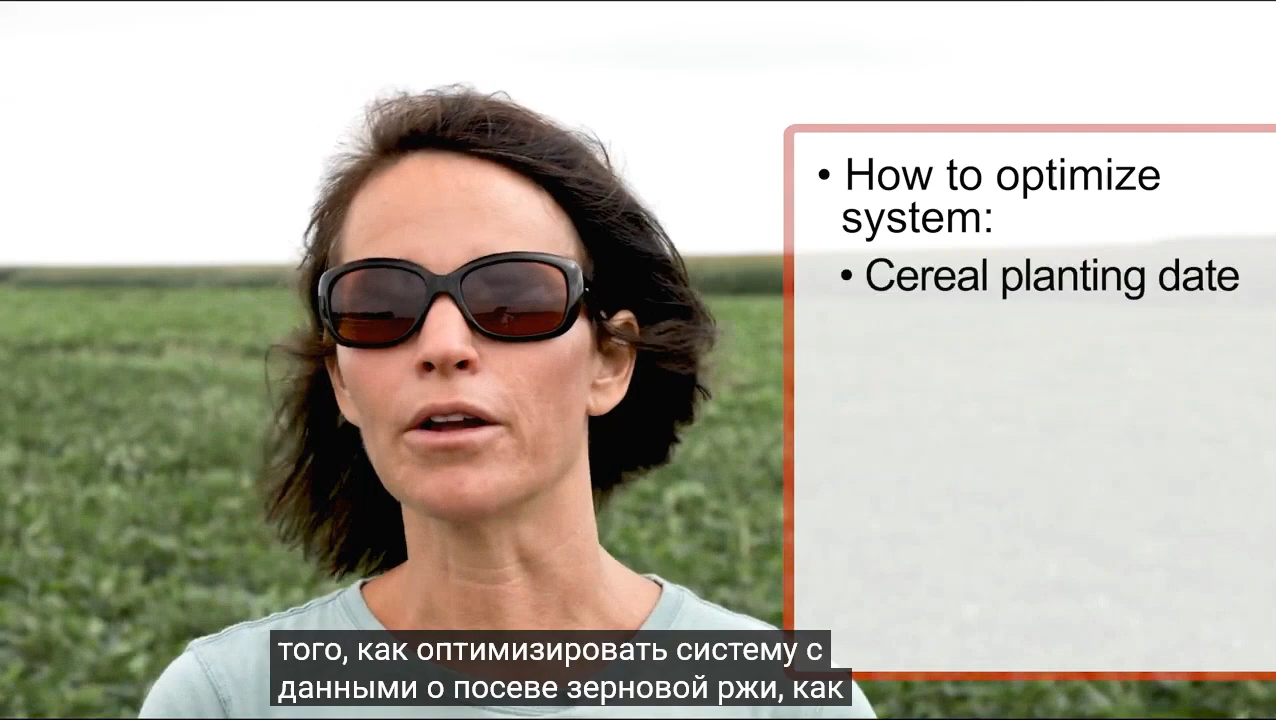 • How to optimize
system:
• Cereal planting date
того, как оптимизировать систему с
данными о посеве зерновой ржи, как